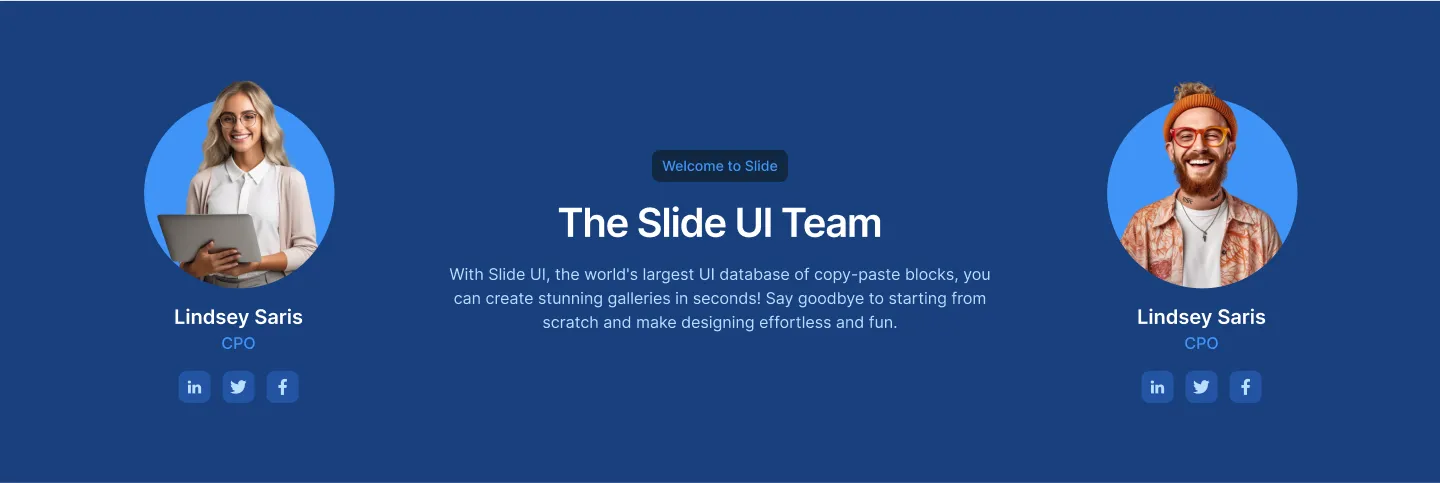 Lindsey Saris
CPO
in
Welcome to Slide
The Slide UI Team
With Slide UI, the world's largest UI database of copy-paste blocks, you
can create stunning galleries in seconds! Say goodbye to starting from
scratch and make designing effortless and fun.
Lindsey Saris
CPO
in